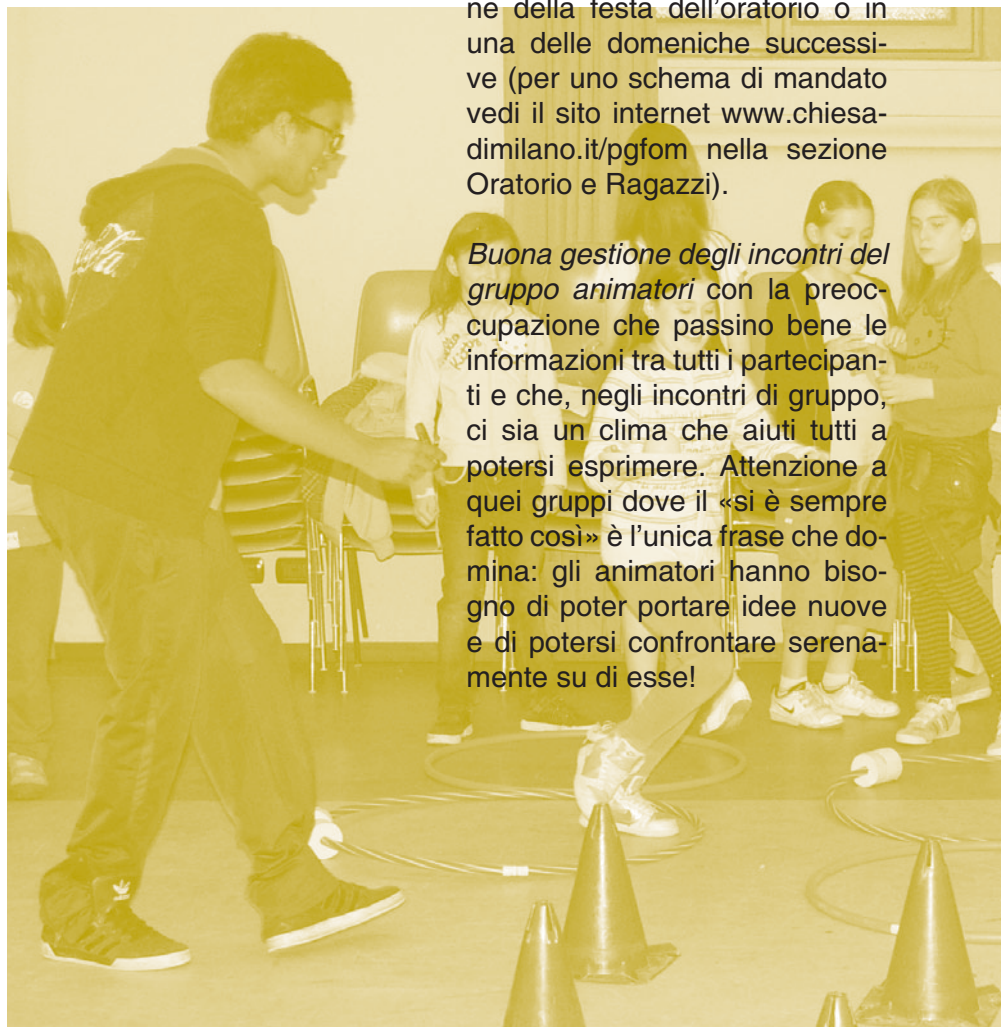 ne della festa dell'oratorio o in
una delle domeniche successi-
ve (per uno schema di mandato
vedi il sito internet www.chiesa-
dimilano.it/pgfom nella sezione
Oratorio e Ragazzi).
Buona gestione degli incontri del
gruppo animatori con la preoc-
cupazione che passino bene le
informazioni tra tutti i partecipan-
ti e che, negli incontri di gruppo,
ci sia un clima che aiuti tutti a
potersi esprimere. Attenzione a
quei gruppi dove il «si è sempre
fatto così» è l'unica frase che do-
mina: gli animatori hanno biso-
gno di poter portare idee nuove
e di potersi confrontare serena-
mente su di esse!